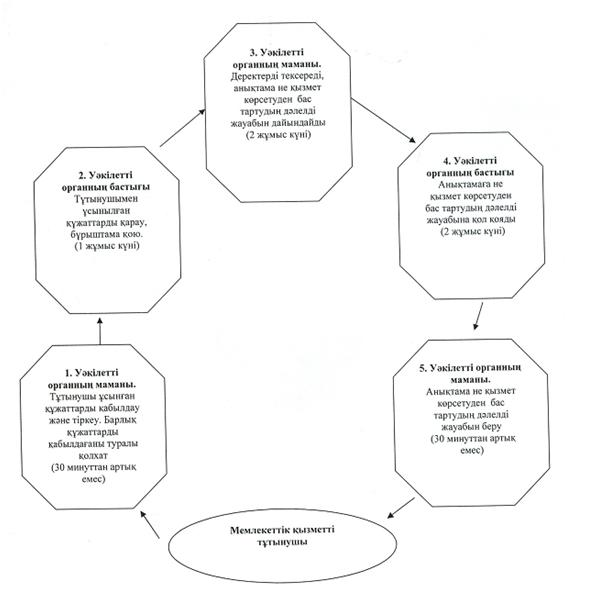 3. Уәкілетті
органның маманы.
Деректерді тексереді,
анықтама не қызмет
көрсетуден бас
тартудың дәлелді
жауабын дайындайды
(2 жұмыс күні)
2. Уәкілетті
органның бастығы
Тұтынушымен
ұсынылған
құжаттарды қарау,
бұрыштама қою.
(1 жұмыс күні)
4. Уәкілетті
органның бастығы
Анықтамаға не
қызмет көрсетуден
бас тартудың дәлелді
жауабына қол қояды
(2 жұмыс күні)
1. Уәкілетті
органның маманы.
Тұтынушы ұсынған
құжаттарды қабылдау
және тіркеу. Барлық
құжаттарды
қабылдағаны туралы
қолхат
(30 минуттан артық
емес)
5. Уәкілетті органның
маманы.
Анықтама не қызмет
көрсетуден бас
тартудың дәлелді
жауабын беру
(30 минуттан артық
емес)
Мемлекеттік қызметті
тұтынушы